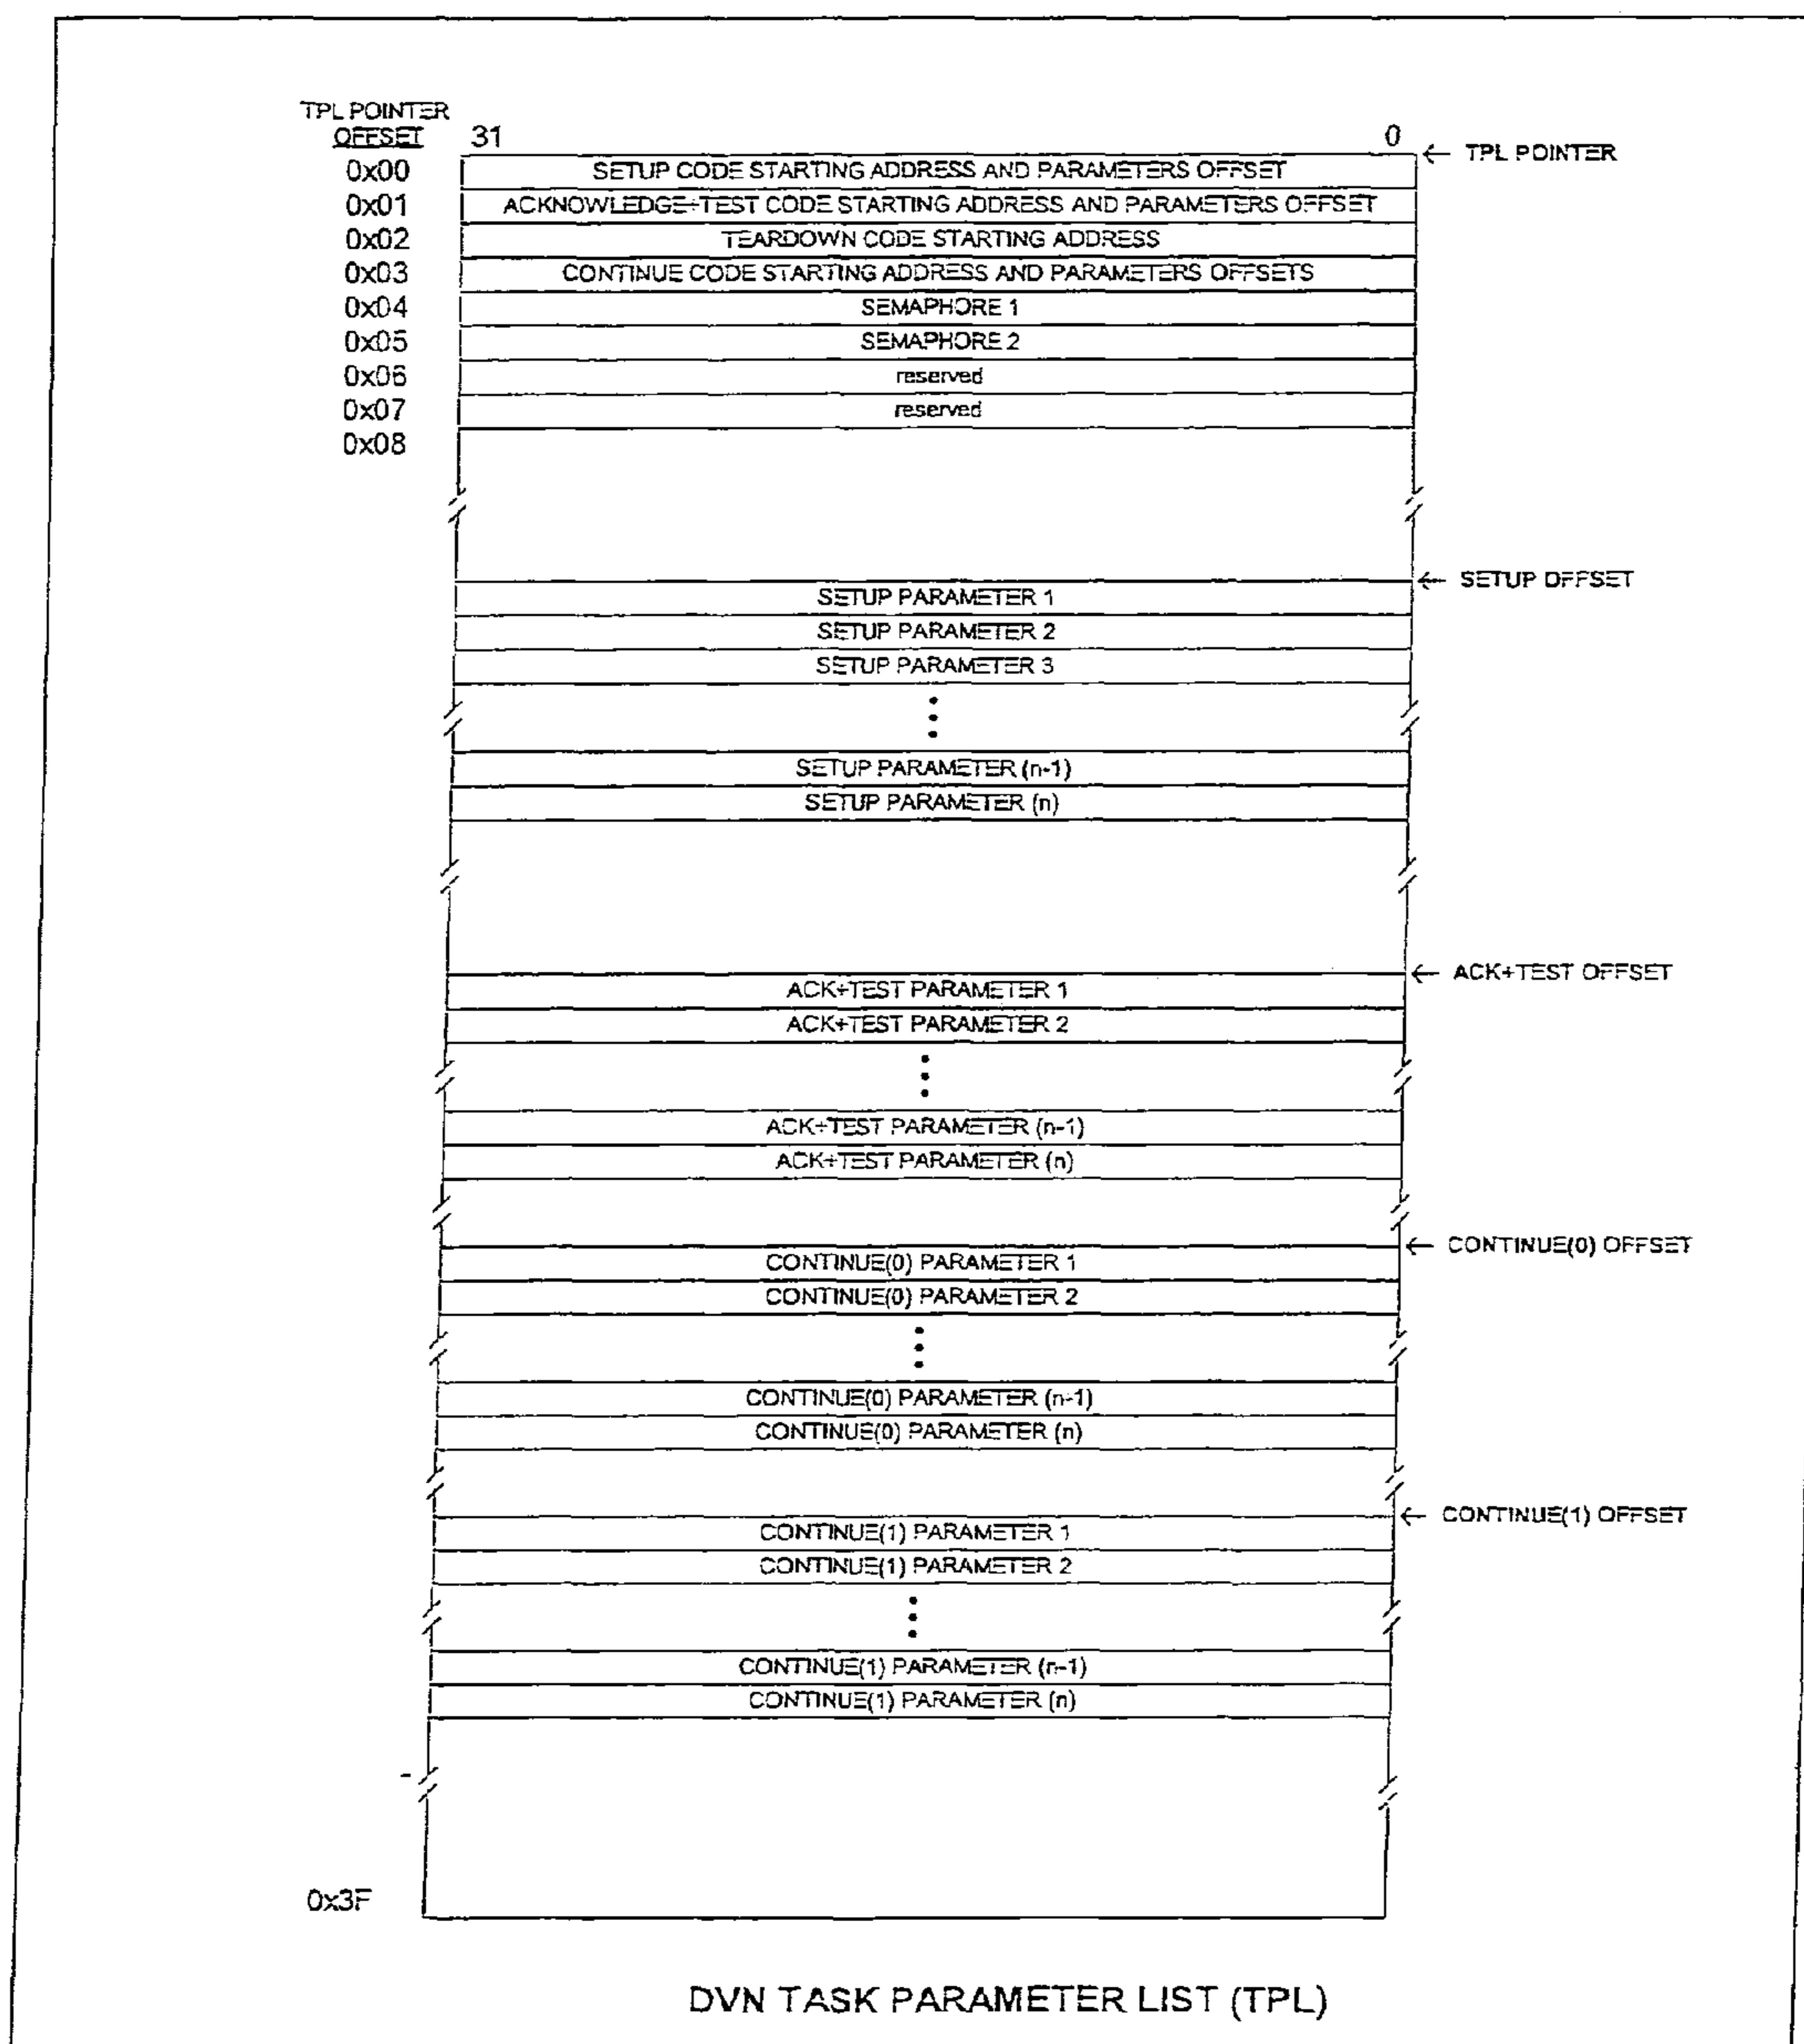 TPL POINTER
OFFSET 31 0
← TPL POINTER
0x00 SETUP CODE STARTING ADDRESS AND PARAMETERS OFFSET
0x01 ACKNOWLEDGE+TEST CODE STARTING ADDRESS AND PARAMETERS OFFSET
0x02 TEARDOWN CODE STARTING ADDRESS
0x03 CONTINUE CODE STARTING ADDRESS AND PARAMETERS OFFSETS
0x04 SEMAPHORE 1
0x05 SEMAPHORE 2
0x06 reserved
0x07 reserved
0x08
← SETUP OFFSET
SETUP PARAMETER 1
SETUP PARAMETER 2
SETUP PARAMETER 3
SETUP PARAMETER (n-1)
SETUP PARAMETER (n)
← ACK+TEST OFFSET
ACK+TEST PARAMETER 1
ACK+TEST PARAMETER 2
ACK+TEST PARAMETER (n-1)
ACK+TEST PARAMETER (n)
← CONTINUE(0) OFFSET
CONTINUE(0) PARAMETER 1
CONTINUE(0) PARAMETER 2
CONTINUE(0) PARAMETER (n-1)
CONTINUE(0) PARAMETER (n)
← CONTINUE(1) OFFSET
CONTINUE(1) PARAMETER 1
CONTINUE(1) PARAMETER 2
CONTINUE(1) PARAMETER (n-1)
CONTINUE(1) PARAMETER (n)
0x3F
DVN TASK PARAMETER LIST (TPL)